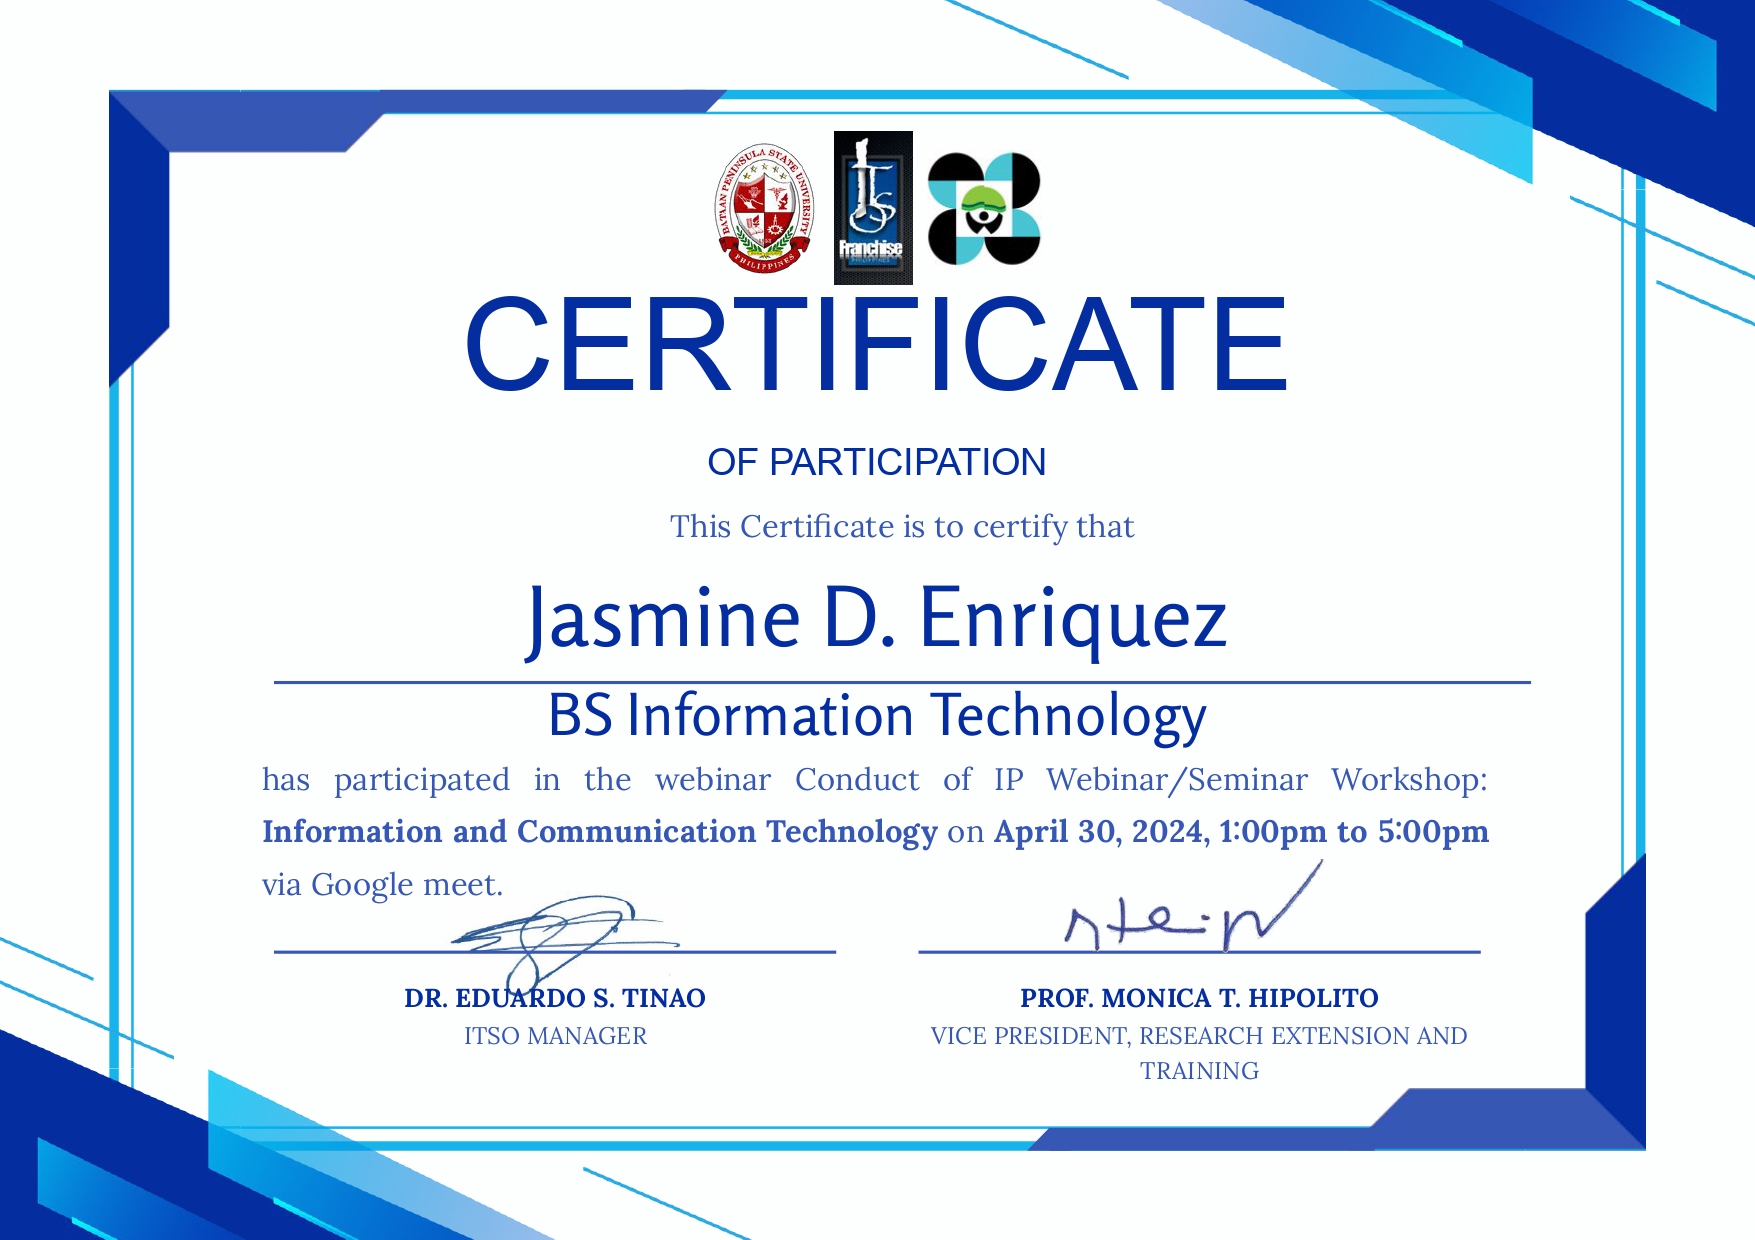 BATAAN PENINSULA STATE UNIVERSITY
PHILIPPINES
ITS
Franchise
PHILIPPINES
CERTIFICATE
OF PARTICIPATION
This Certificate is to certify that
Jasmine D. Enriquez
BS Information Technology
has participated in the webinar Conduct of IP Webinar/Seminar Workshop:
Information and Communication Technology on April 30, 2024, 1:00pm to 5:00pm
via Google meet.
DR. EDUARDO S. TINAO
ITSO MANAGER
PROF. MONICA T. HIPOLITO
VICE PRESIDENT, RESEARCH EXTENSION AND
TRAINING